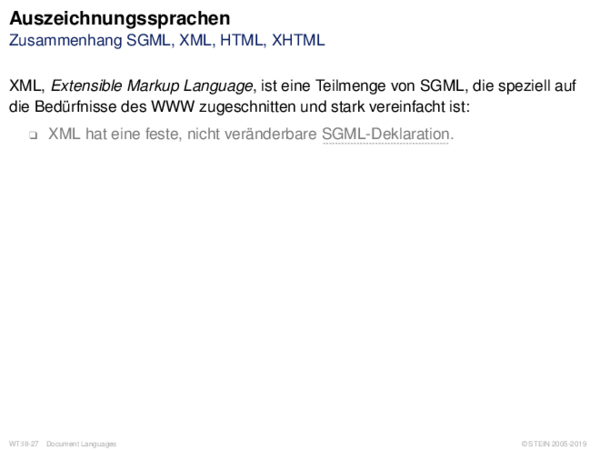 Auszeichnungssprachen
Zusammenhang SGML, XML, HTML, XHTML
XML, Extensible Markup Language, ist eine Teilmenge von SGML, die speziell auf
die Bedürfnisse des WWW zugeschnitten und stark vereinfacht ist:
❑ XML hat eine feste, nicht veränderbare SGML-Deklaration.
WT:II-27 Document Languages © STEIN 2005-2019